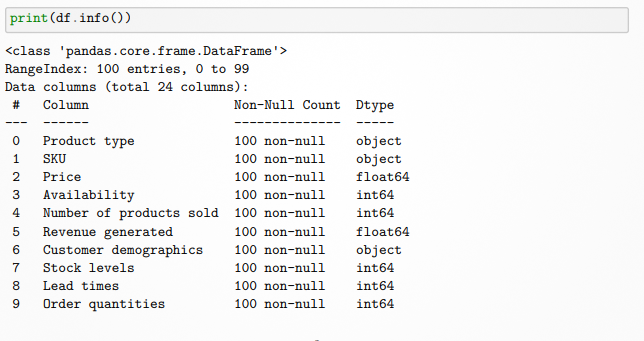 print(df.info())
<class 'pandas.core.frame.DataFrame'>
RangeIndex: 100 entries, 0 to 99
Data columns (total 24 columns):
 #   Column                   Non-Null Count  Dtype
---  ------                   --------------  -----
 0   Product type             100 non-null    object
 1   SKU                      100 non-null    object
 2   Price                    100 non-null    float64
 3   Availability             100 non-null    int64
 4   Number of products sold  100 non-null    int64
 5   Revenue generated        100 non-null    float64
 6   Customer demographics    100 non-null    object
 7   Stock levels             100 non-null    int64
 8   Lead times               100 non-null    int64
 9   Order quantities         100 non-null    int64